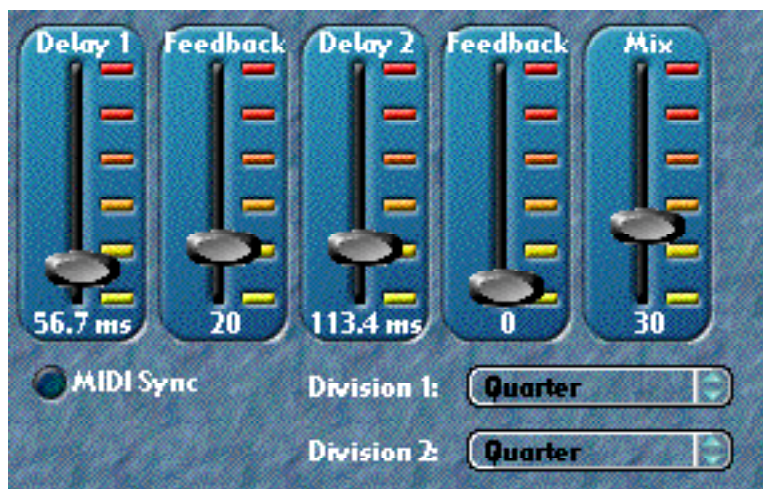 Delay 1 Feedback Delay 2 Feedback Mix
56.7 ms 20 113.4 ms 0 30
MIDI Sync Division 1: Quarter
Division 2: Quarter